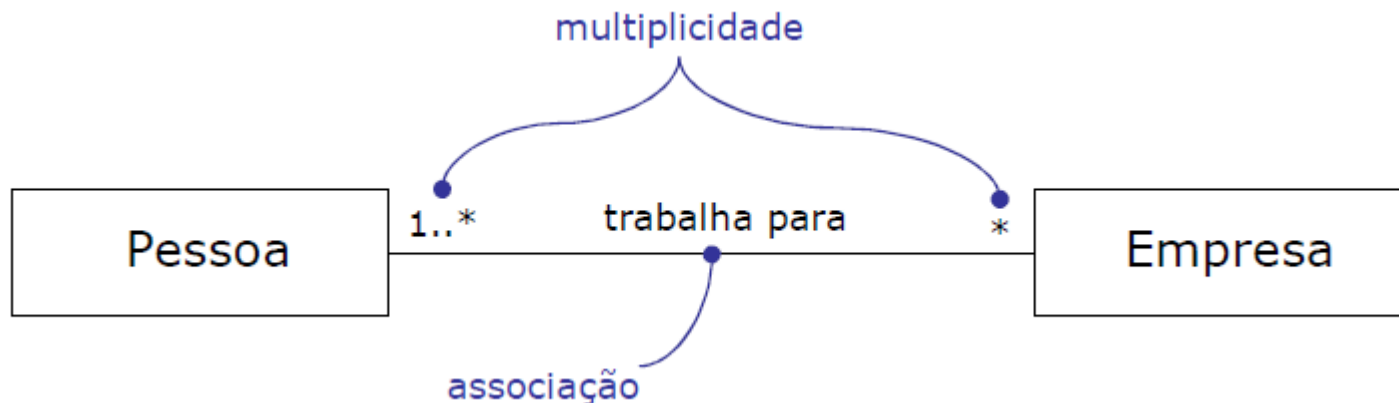 multiplicidade
1..*
trabalha para
*
Pessoa
Empresa
associação